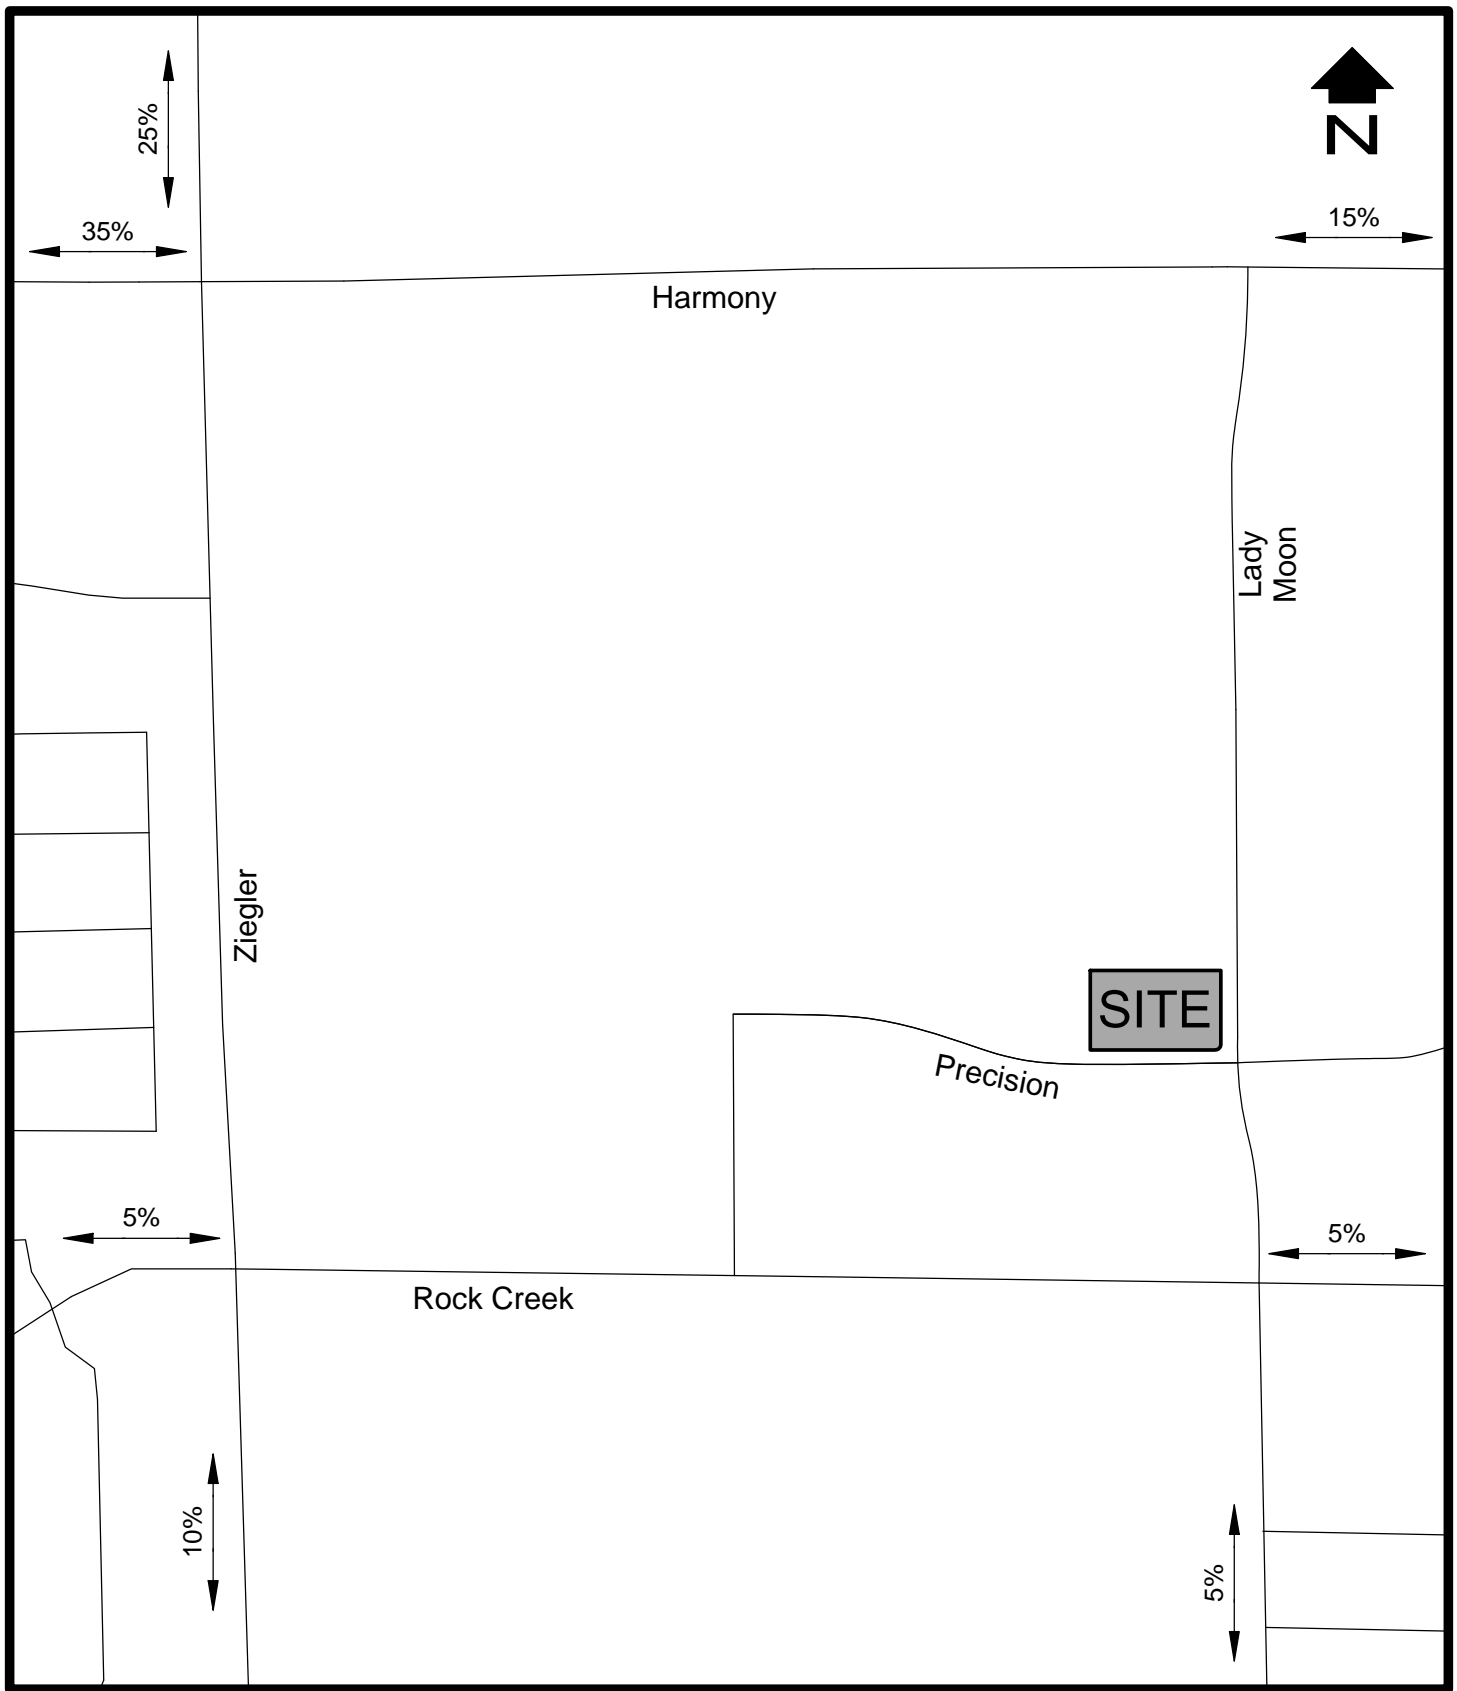 25%
N
35%
15%
Harmony
Lady
Moon
Ziegler
SITE
Precision
5%
5%
Rock Creek
10%
5%